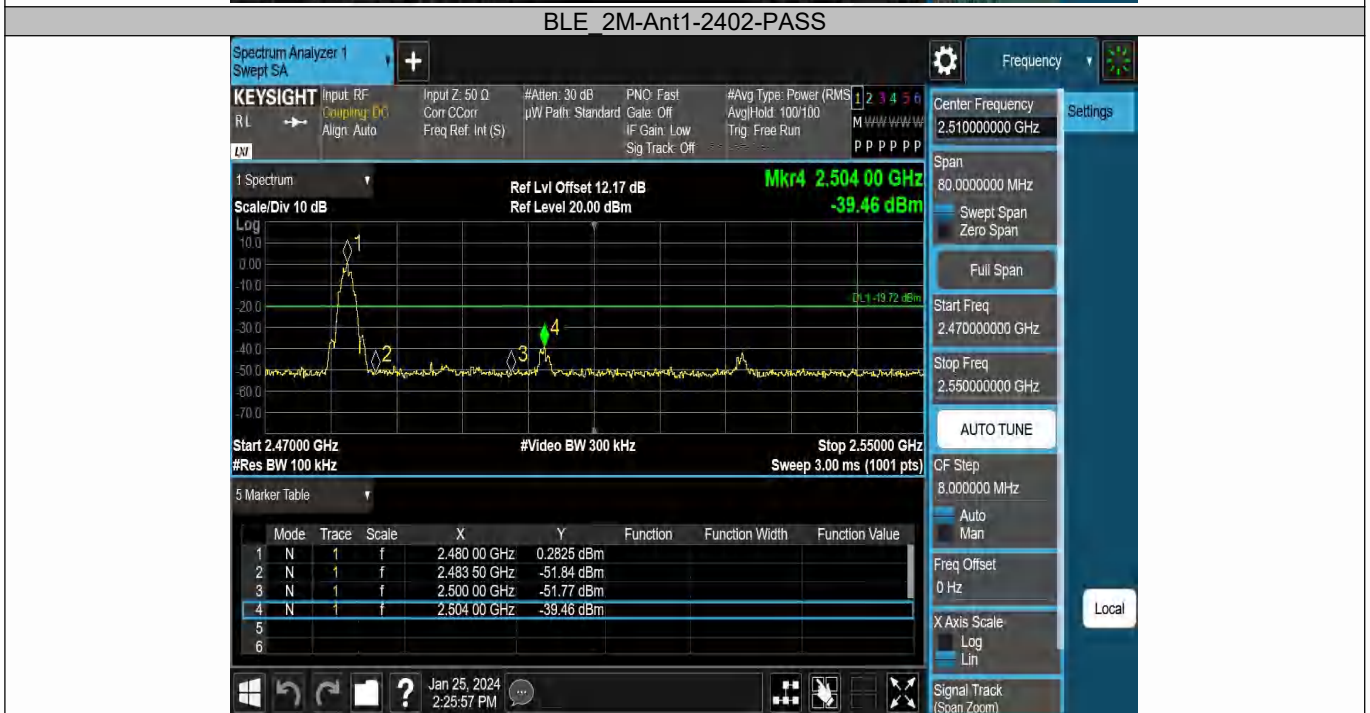 BLE_2M-Ant1-2402-PASS
Spectrum Analyzer 1
Swept SA
Frequency
KEYSIGHT
RL
LXI
Input: RF
Coupling: DC
Align: Auto
Input Z: 50 Ω
Corr CCorr
Freq Ref: Int (S)
#Atten: 30 dB
µW Path: Standard
PNO: Fast
Gate: Off
IF Gain: Low
Sig Track: Off
#Avg Type: Power (RMS
Avg|Hold: 100/100
Trig: Free Run
1 2 3 4 5 6
M W W W W W
P P P P P P
1 Spectrum
Scale/Div 10 dB
Ref Lvl Offset 12.17 dB
Ref Level 20.00 dBm
Mkr4 2.504 00 GHz
-39.46 dBm
Log
10.0
0.00
-10.0
-20.0
-30.0
-40.0
-50.0
-60.0
-70.0
1
2
3
4
DL1 -19.72 dBm
Start 2.47000 GHz
#Res BW 100 kHz
#Video BW 300 kHz
Stop 2.55000 GHz
Sweep 3.00 ms (1001 pts)
5 Marker Table
Mode Trace Scale X Y Function Function Width Function Value
1 N 1 f 2.480 00 GHz 0.2825 dBm
2 N 1 f 2.483 50 GHz -51.84 dBm
3 N 1 f 2.500 00 GHz -51.77 dBm
4 N 1 f 2.504 00 GHz -39.46 dBm
5
6
Jan 25, 2024
2:25:57 PM
Center Frequency
2.510000000 GHz
Settings
Span
80.0000000 MHz
Swept Span
Zero Span
Full Span
Start Freq
2.470000000 GHz
Stop Freq
2.550000000 GHz
AUTO TUNE
CF Step
8.000000 MHz
Auto
Man
Freq Offset
0 Hz
X Axis Scale
Log
Lin
Local
Signal Track
(Span Zoom)